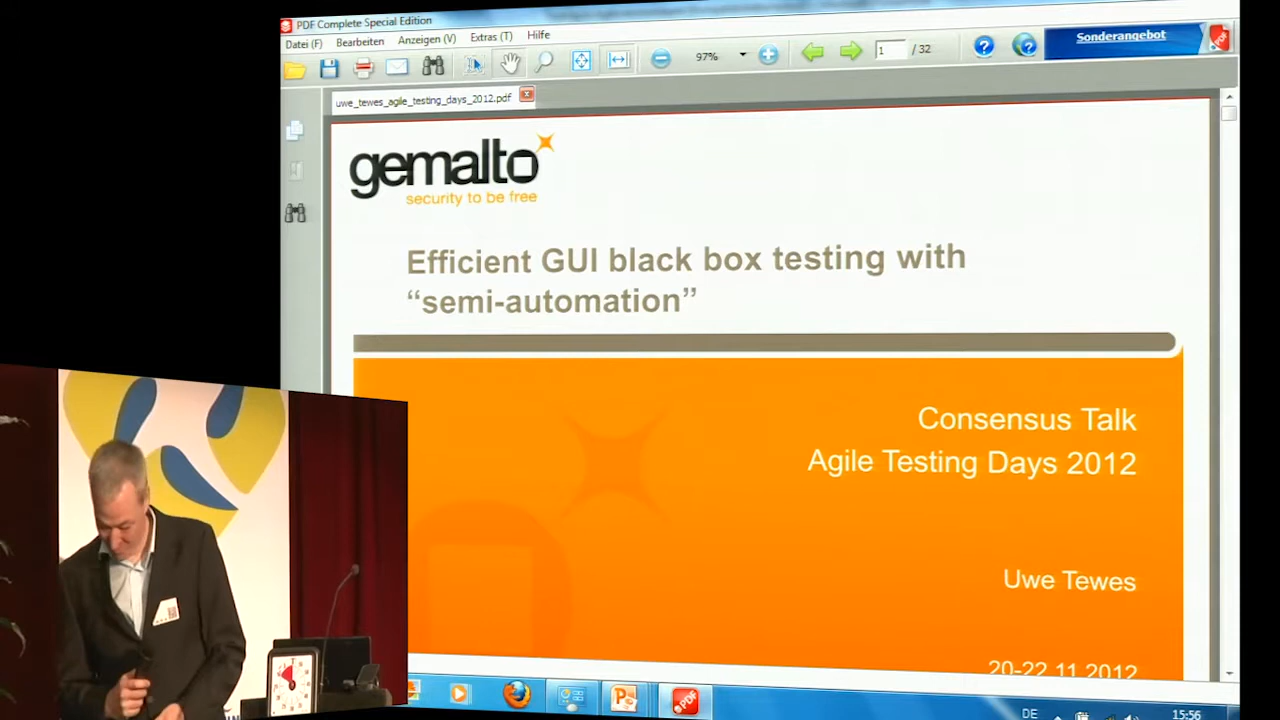 PDF Complete Special Edition
Datei (F) Bearbeiten Anzeigen (V) Extras (T) Hilfe
97% 1 / 32 Sonderangebot
uwe_tewes_agile_testing_days_2012.pdf
gemalto
security to be free
Efficient GUI black box testing with
“semi-automation”
Consensus Talk
Agile Testing Days 2012
Uwe Tewes
20-22.11.2012
DE 15:56